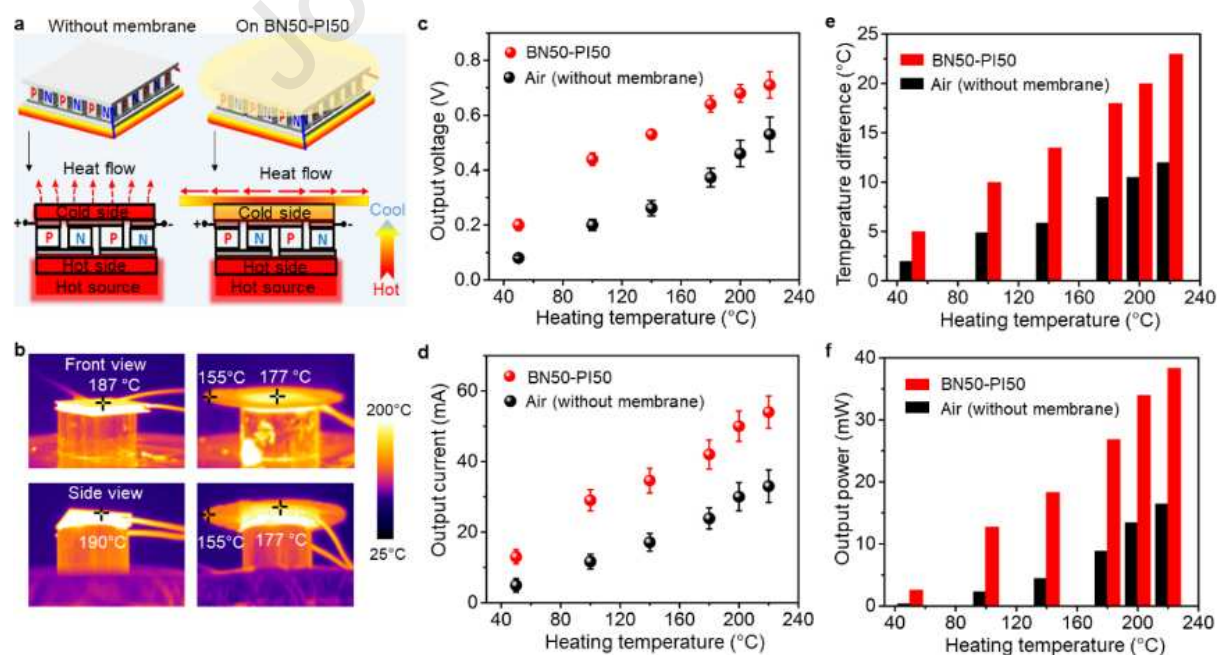 Jo
a
Without membrane
On BN50-PI50
P N P N P N N N N N
P N P N P N N N N N
Heat flow
Heat flow
Cold side
Cold side
Cool
+ -
+ -
P N P N
P N P N
Hot side
Hot side
Hot source
Hot source
Hot
b
Front view
187 °C
155°C 177 °C
200°C
Side view
190°C
155°C 177 °C
25°C
c
BN50-PI50
Air (without membrane)
Output voltage (V)
0.8
0.6
0.4
0.2
0.0
40 80 120 160 200 240
Heating temperature (°C)
d
BN50-PI50
Air (without membrane)
Output current (mA)
60
40
20
0
40 80 120 160 200 240
Heating temperature (°C)
e
BN50-PI50
Air (without membrane)
Temperature difference (°C)
25
20
15
10
5
0
40 80 120 160 200 240
Heating temperature (°C)
f
BN50-PI50
Air (without membrane)
Output power (mW)
40
30
20
10
0
40 80 120 160 200 240
Heating temperature (°C)